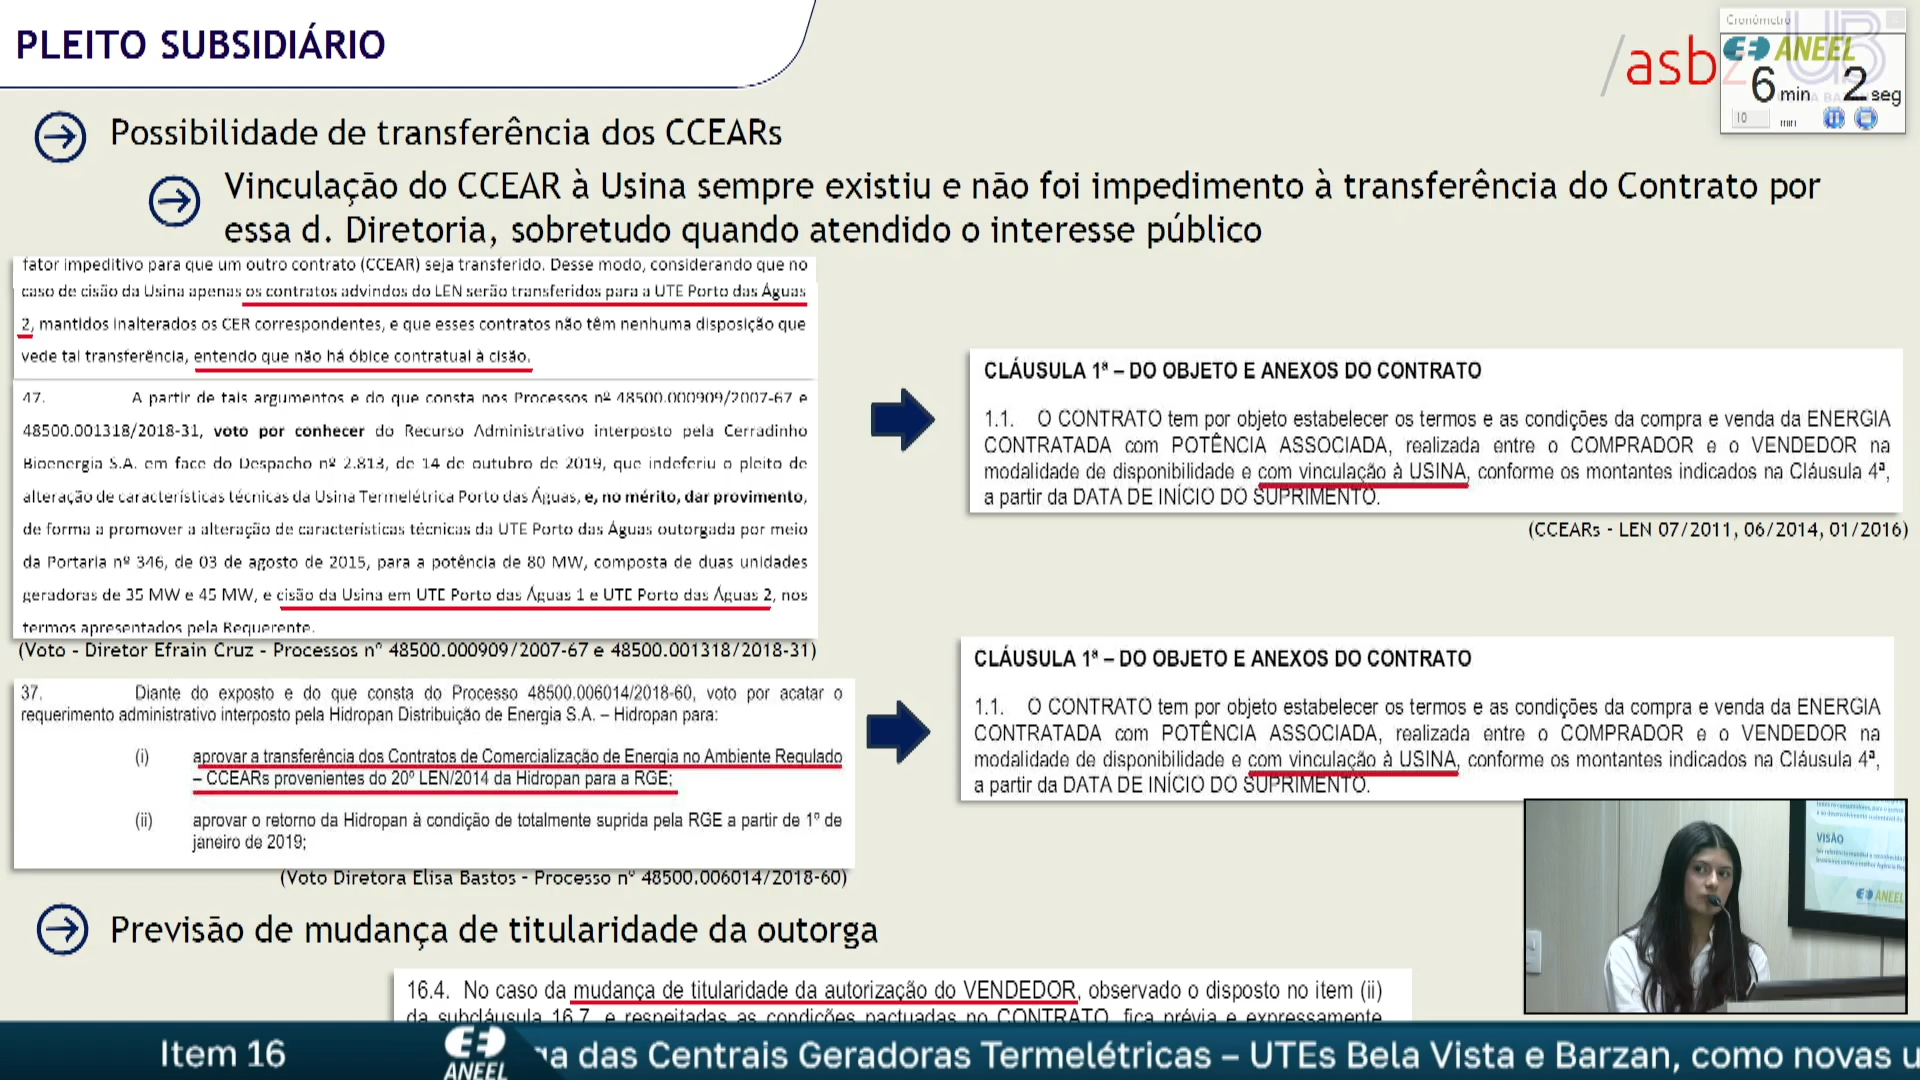 PLEITO SUBSIDIÁRIO
/asbz
Cronômetro
ANEEL
6 min 2 seg
10 min
Possibilidade de transferência dos CCEARs
Vinculação do CCEAR à Usina sempre existiu e não foi impedimento à transferência do Contrato por
essa d. Diretoria, sobretudo quando atendido o interesse público
fator impeditivo para que um outro contrato (CCEAR) seja transferido. Desse modo, considerando que no
caso de cisão da Usina apenas os contratos advindos do LEN serão transferidos para a UTE Porto das Águas
2, mantidos inalterados os CER correspondentes, e que esses contratos não têm nenhuma disposição que
vede tal transferência, entendo que não há óbice contratual à cisão.
47. A partir de tais argumentos e do que consta nos Processos nº 48500.000909/2007-67 e
48500.001318/2018-31, voto por conhecer do Recurso Administrativo interposto pela Cerradinho
Bioenergia S.A. em face do Despacho nº 2.813, de 14 de outubro de 2019, que indeferiu o pleito de
alteração de características técnicas da Usina Termelétrica Porto das Águas, e, no mérito, dar provimento,
de forma a promover a alteração de características técnicas da UTE Porto das Águas outorgada por meio
da Portaria nº 346, de 03 de agosto de 2015, para a potência de 80 MW, composta de duas unidades
geradoras de 35 MW e 45 MW, e cisão da Usina em UTE Porto das Águas 1 e UTE Porto das Águas 2, nos
termos apresentados pela Requerente.
(Voto - Diretor Efrain Cruz - Processos n° 48500.000909/2007-67 e 48500.001318/2018-31)
CLÁUSULA 1ª – DO OBJETO E ANEXOS DO CONTRATO
1.1. O CONTRATO tem por objeto estabelecer os termos e as condições da compra e venda da ENERGIA
CONTRATADA com POTÊNCIA ASSOCIADA, realizada entre o COMPRADOR e o VENDEDOR na
modalidade de disponibilidade e com vinculação à USINA, conforme os montantes indicados na Cláusula 4ª,
a partir da DATA DE INÍCIO DO SUPRIMENTO.
(CCEARs - LEN 07/2011, 06/2014, 01/2016)
37. Diante do exposto e do que consta do Processo 48500.006014/2018-60, voto por acatar o
requerimento administrativo interposto pela Hidropan Distribuição de Energia S.A. – Hidropan para:
(i) aprovar a transferência dos Contratos de Comercialização de Energia no Ambiente Regulado
– CCEARs provenientes do 20º LEN/2014 da Hidropan para a RGE;
(ii) aprovar o retorno da Hidropan à condição de totalmente suprida pela RGE a partir de 1º de
janeiro de 2019;
(Voto Diretora Elisa Bastos - Processo n° 48500.006014/2018-60)
CLÁUSULA 1ª – DO OBJETO E ANEXOS DO CONTRATO
1.1. O CONTRATO tem por objeto estabelecer os termos e as condições da compra e venda da ENERGIA
CONTRATADA com POTÊNCIA ASSOCIADA, realizada entre o COMPRADOR e o VENDEDOR na
modalidade de disponibilidade e com vinculação à USINA, conforme os montantes indicados na Cláusula 4ª,
a partir da DATA DE INÍCIO DO SUPRIMENTO.
Previsão de mudança de titularidade da outorga
16.4. No caso da mudança de titularidade da autorização do VENDEDOR, observado o disposto no item (ii)
da subcláusula 16.7, e respeitadas as condições pactuadas no CONTRATO, fica prévia e expressamente
VISÃO
ANEEL
Item 16
ANEEL
ga das Centrais Geradoras Termelétricas – UTEs Bela Vista e Barzan, como novas u